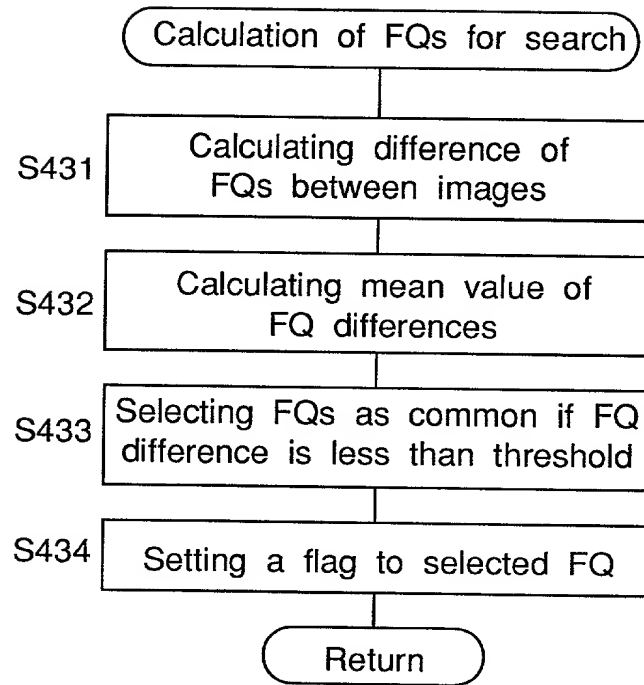 Calculation of FQs for search
S431
Calculating difference of
FQs between images
S432
Calculating mean value of
FQ differences
S433
Selecting FQs as common if FQ
difference is less than threshold
S434
Setting a flag to selected FQ
Return